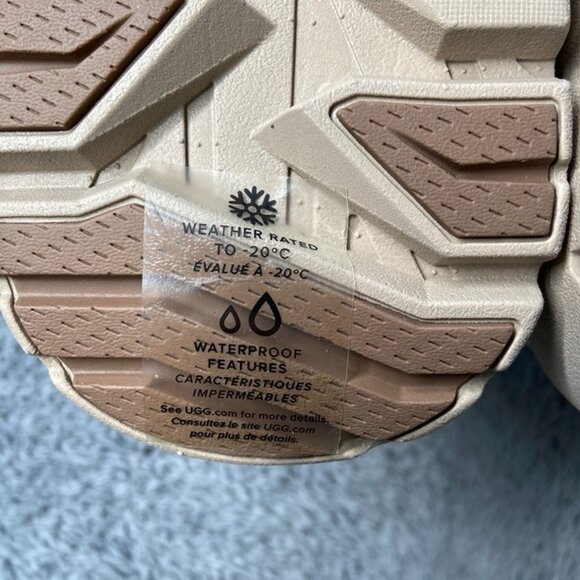 WEATHER RATED
TO -20°C
ÉVALUÉ À -20°C
WATERPROOF
FEATURES
CARACTÉRISTIQUES
IMPERMÉABLES
See UGG.com for more details.
Consultez le site UGG.com
pour plus de détails.